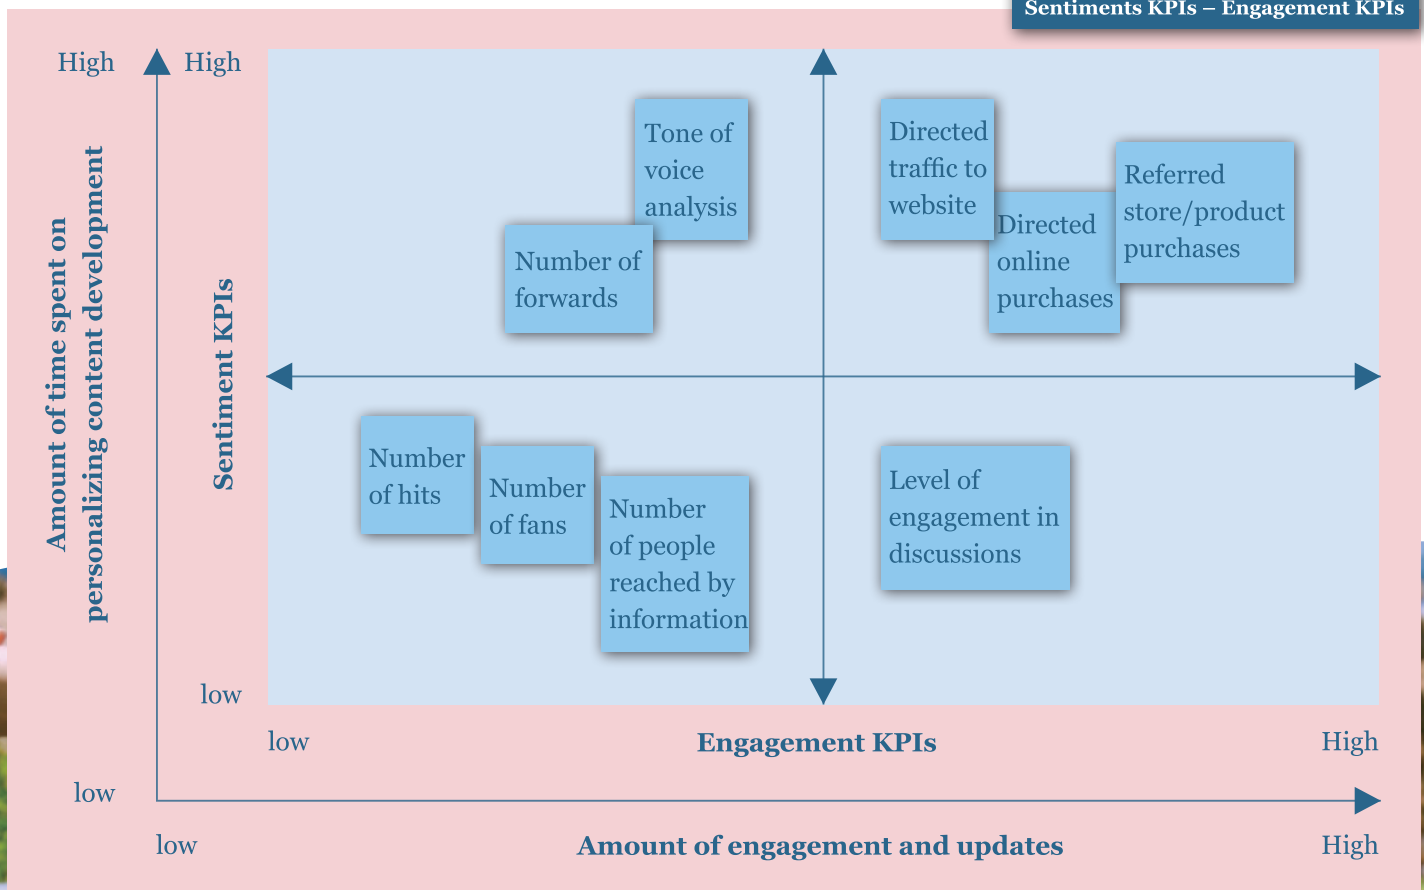 Sentiments KPIs – Engagement KPIs
High
High
Amount of time spent on
personalizing content development
Sentiment KPIs
Tone of
voice
analysis
Number of
forwards
Directed
traffic to
website
Directed
online
purchases
Referred
store/product
purchases
Number
of hits
Number
of fans
Number
of people
reached by
information
Level of
engagement in
discussions
low
low
Engagement KPIs
High
low
low
Amount of engagement and updates
High